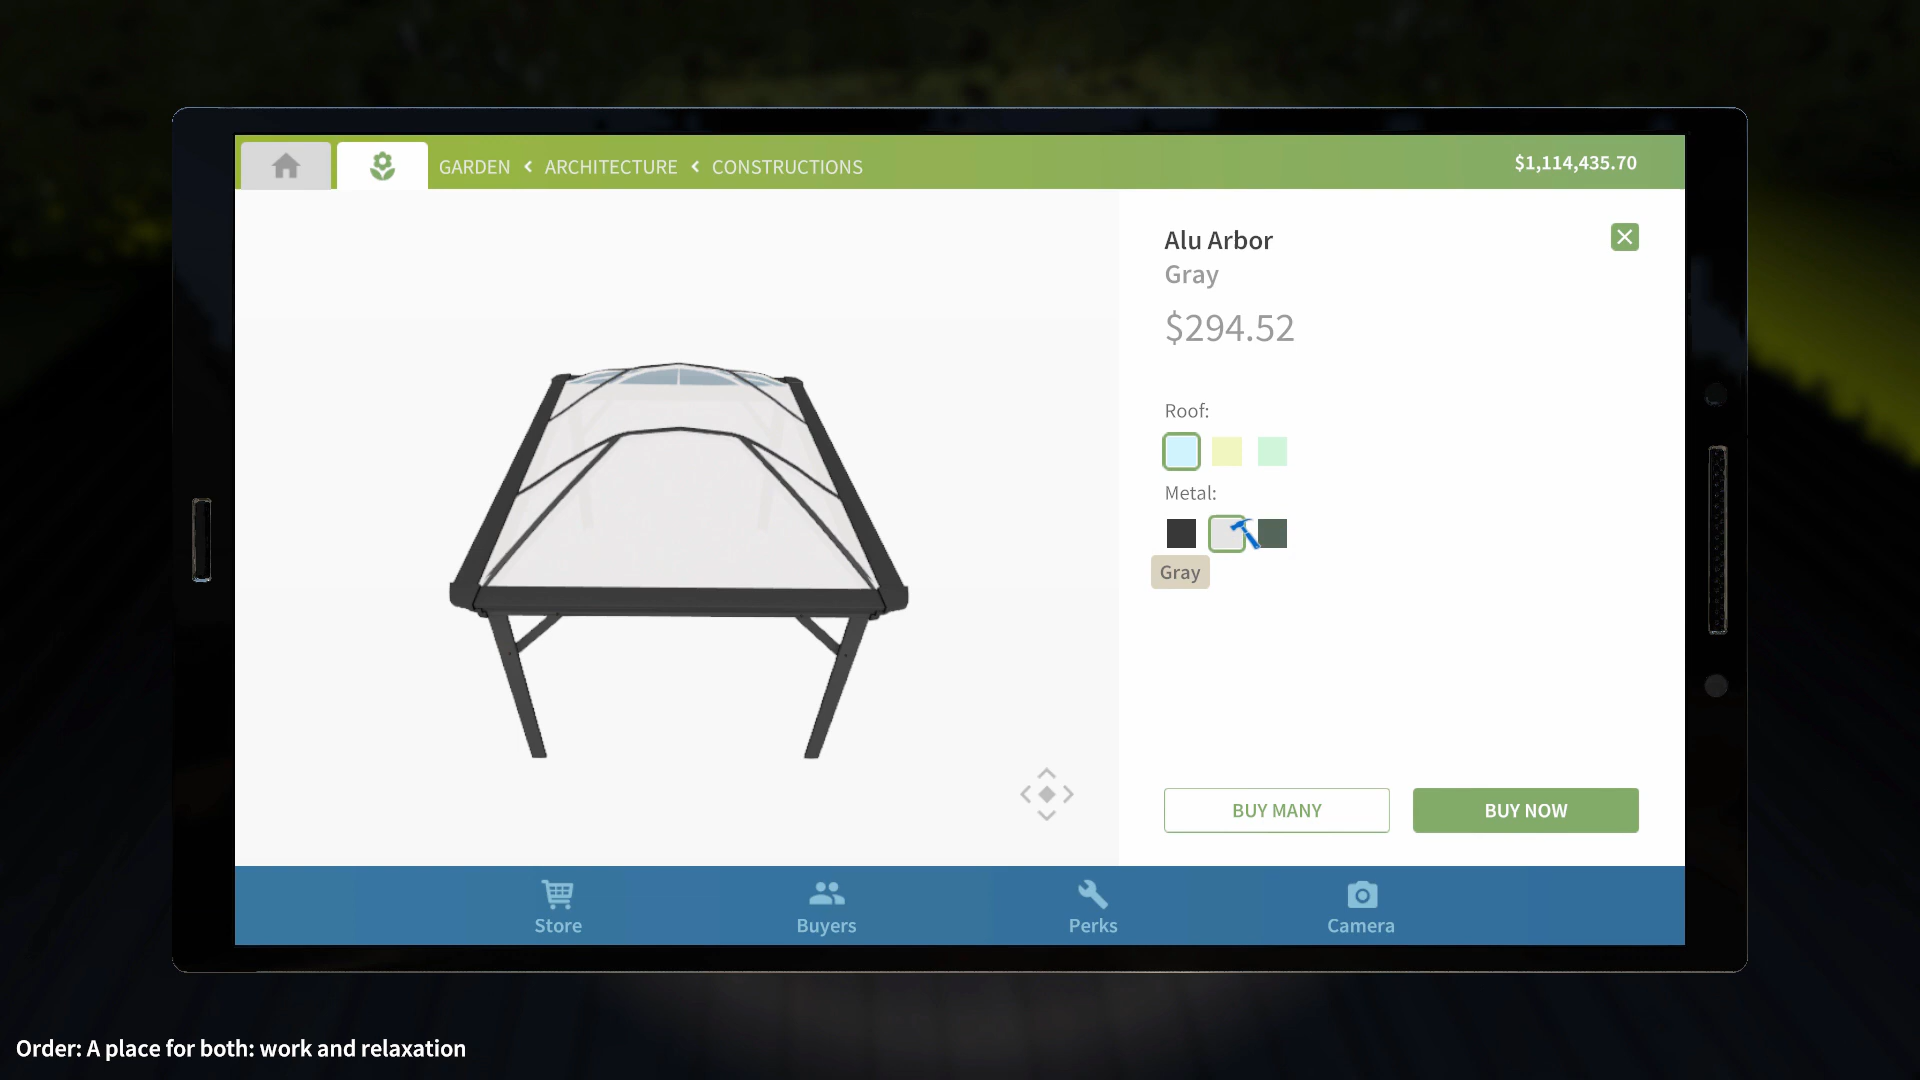 GARDEN < ARCHITECTURE < CONSTRUCTIONS
$1,114,435.70
Alu Arbor
Gray
$294.52
Roof:
Metal:
Gray
BUY MANY
BUY NOW
Store
Buyers
Perks
Camera
Order: A place for both: work and relaxation